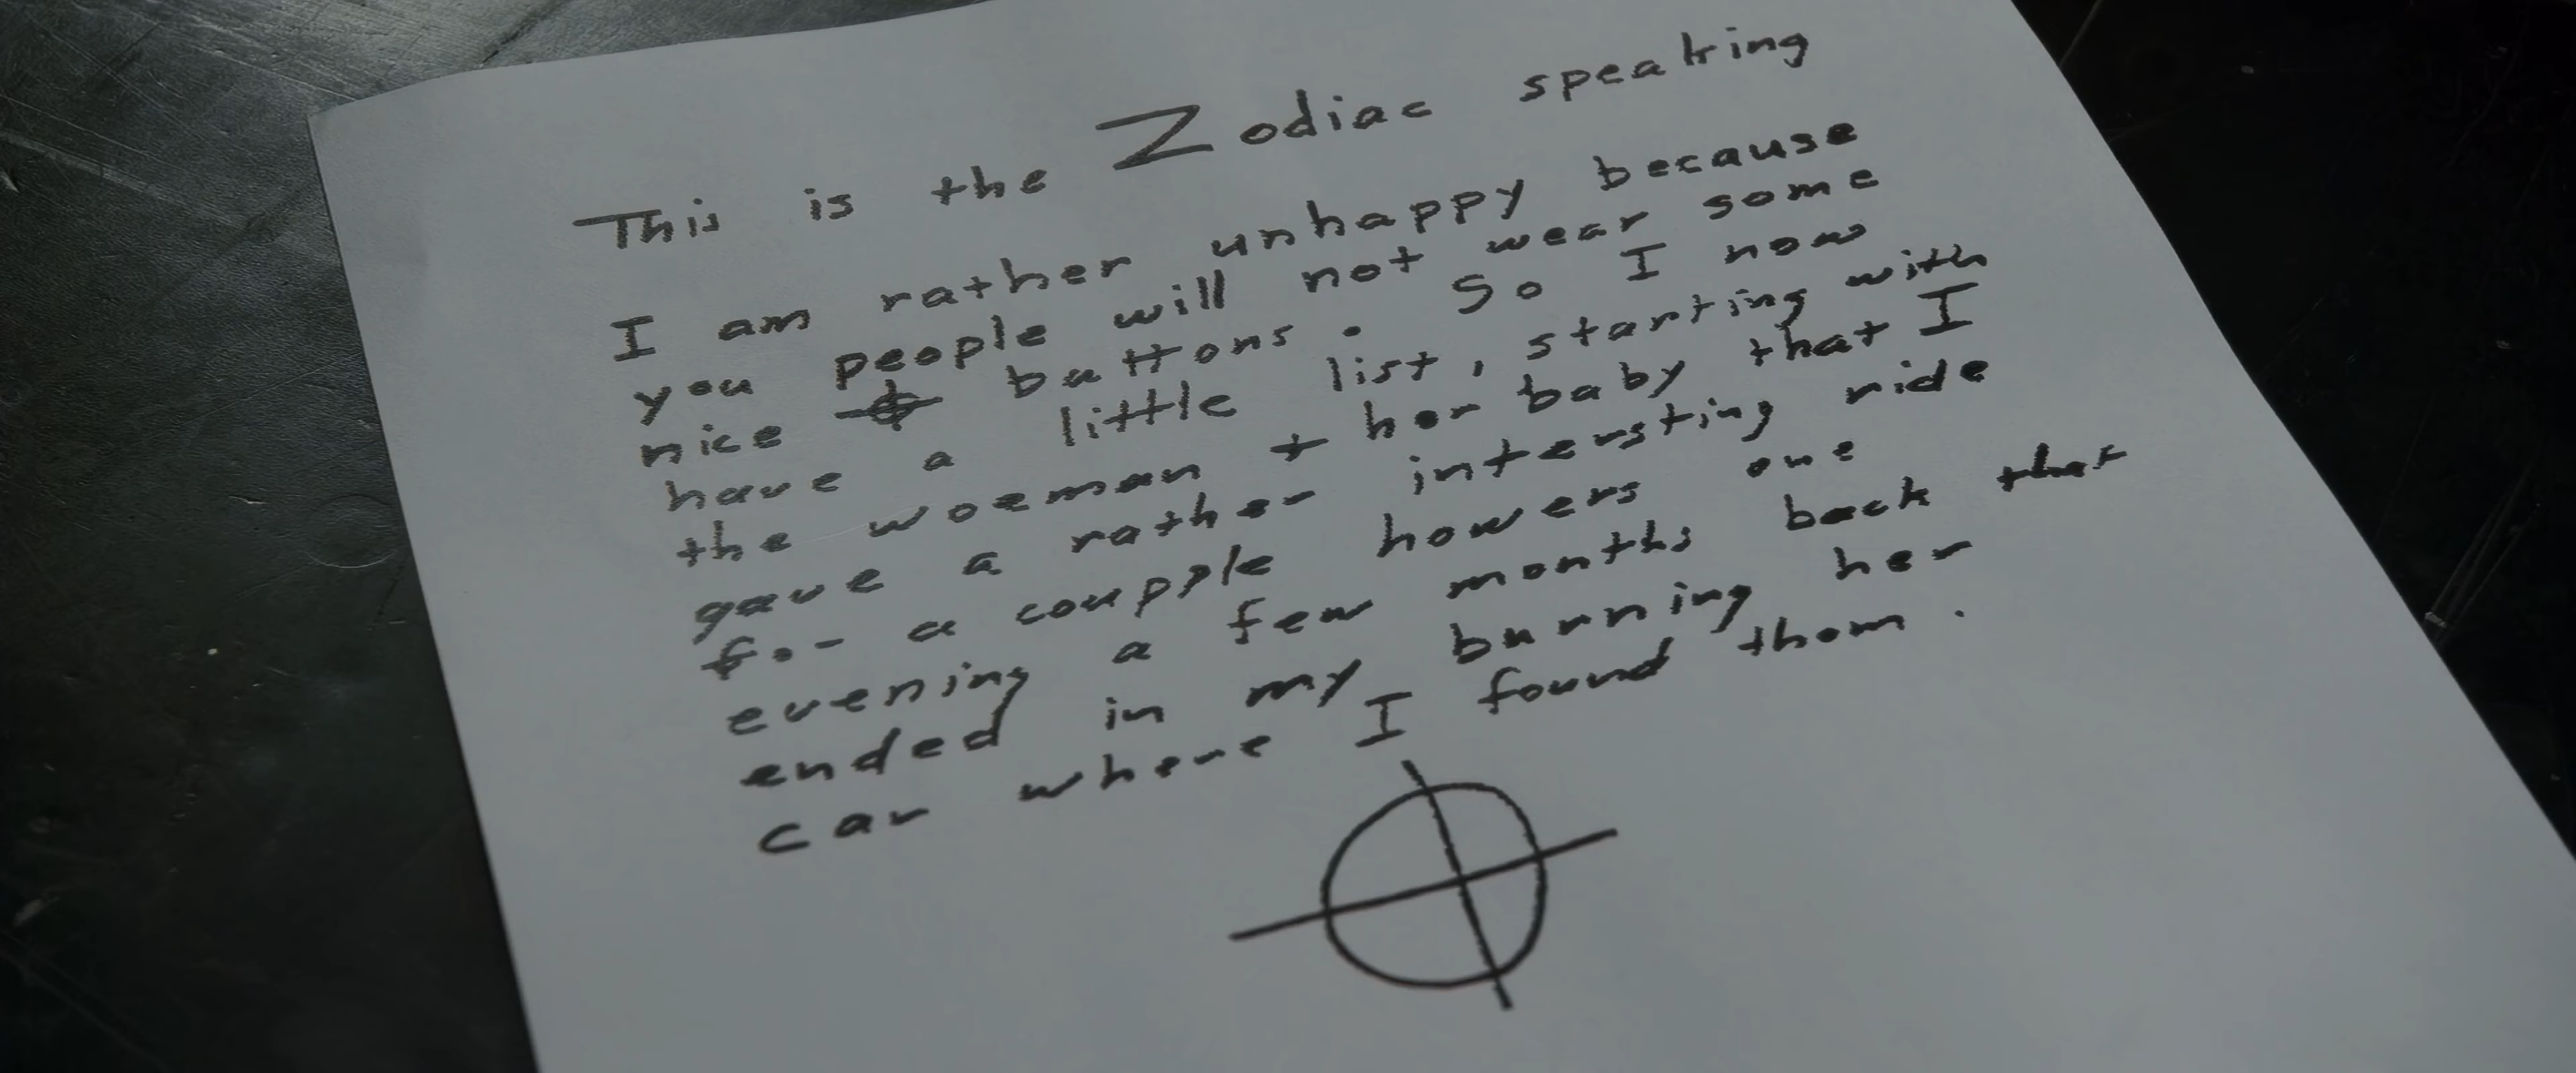 This is the Zodiac speaking
I am rather unhappy because
you people will not wear some
nice ⌖ buttons. So I now
have a little list, starting with
the woeman + her baby that I
gave a rather intersting ride
for a coupple howers one
evening a few months back that
ended in my burning her
car where I found them.